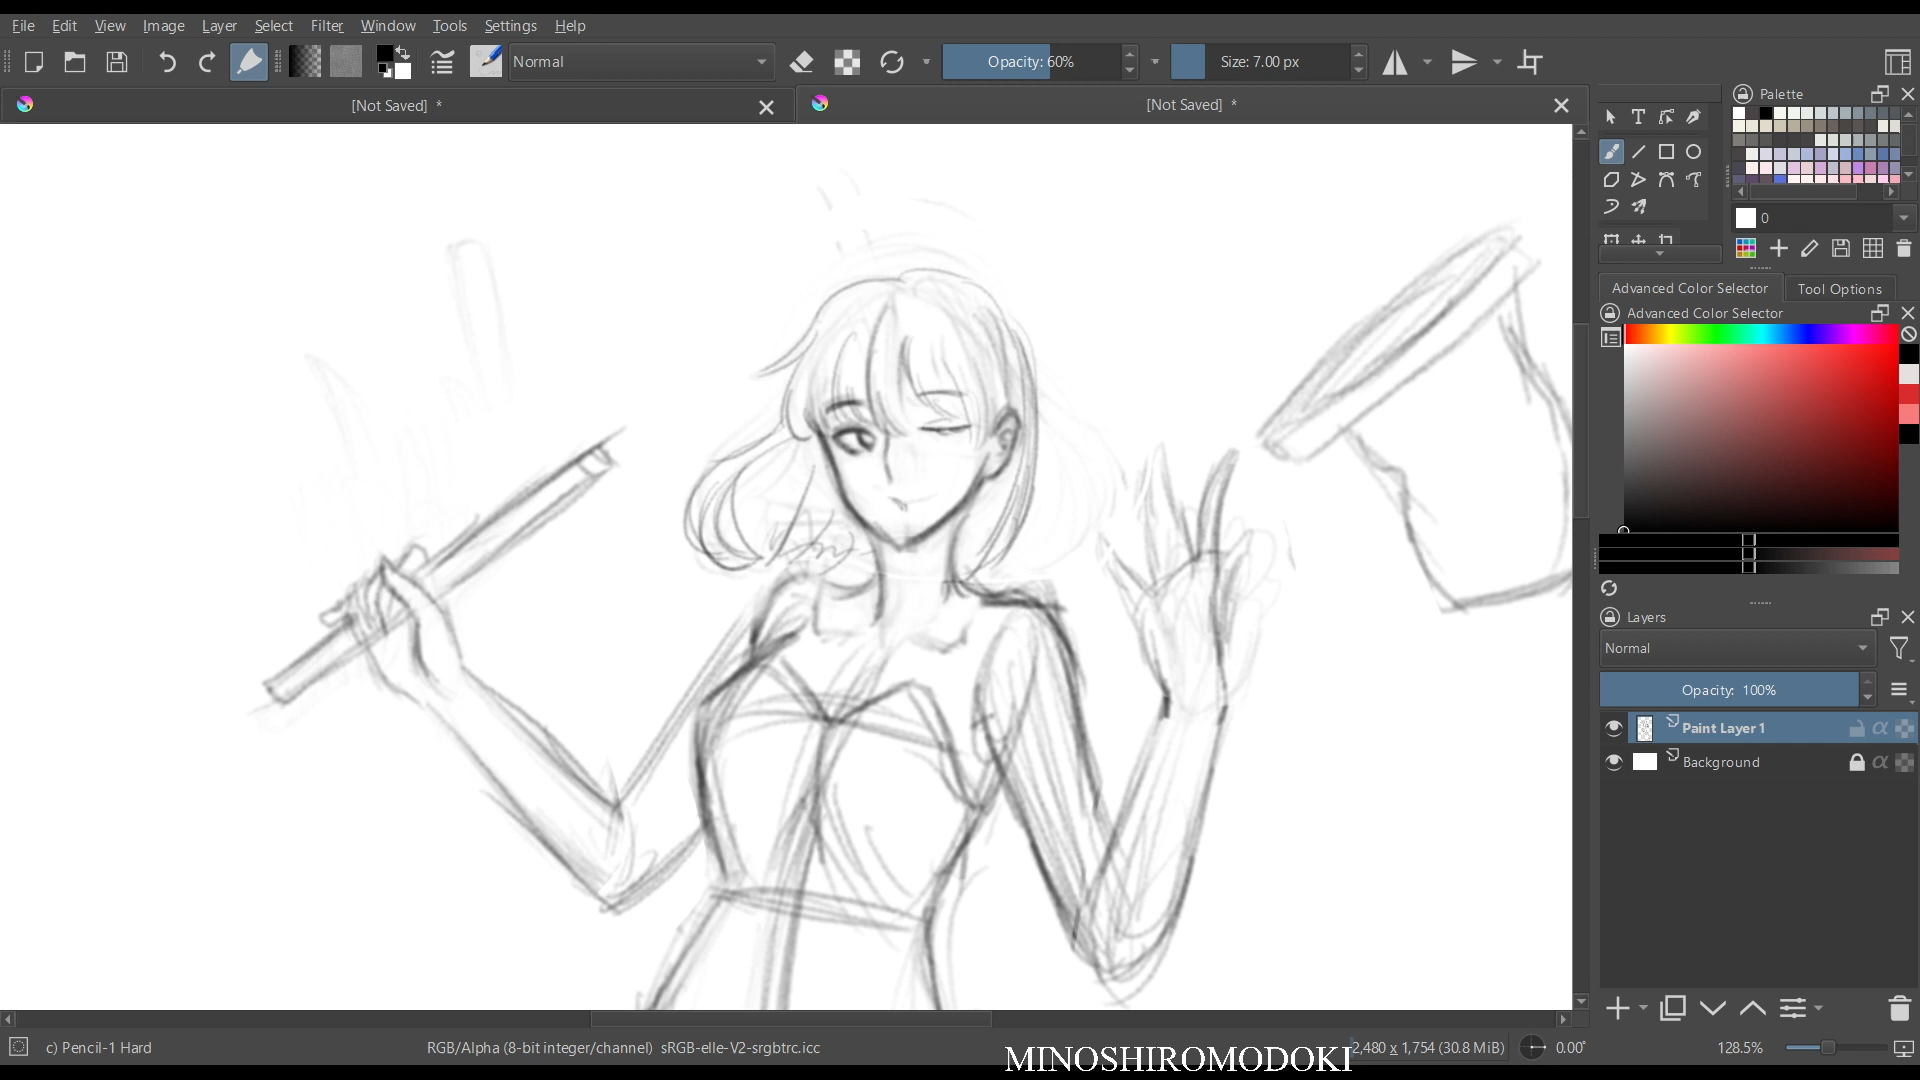 File Edit View Image Layer Select Filter Window Tools Settings Help
Normal Opacity: 60% Size: 7.00 px
[Not Saved] * [Not Saved] *
Palette
0
Advanced Color Selector Tool Options
Advanced Color Selector
Layers
Normal
Opacity: 100%
Paint Layer 1
Background
c) Pencil-1 Hard RGB/Alpha (8-bit integer/channel) sRGB-elle-V2-srgbtrc.icc 2,480 x 1,754 (30.8 MiB) 0.00° 128.5%
MINOSHIROMODOKI